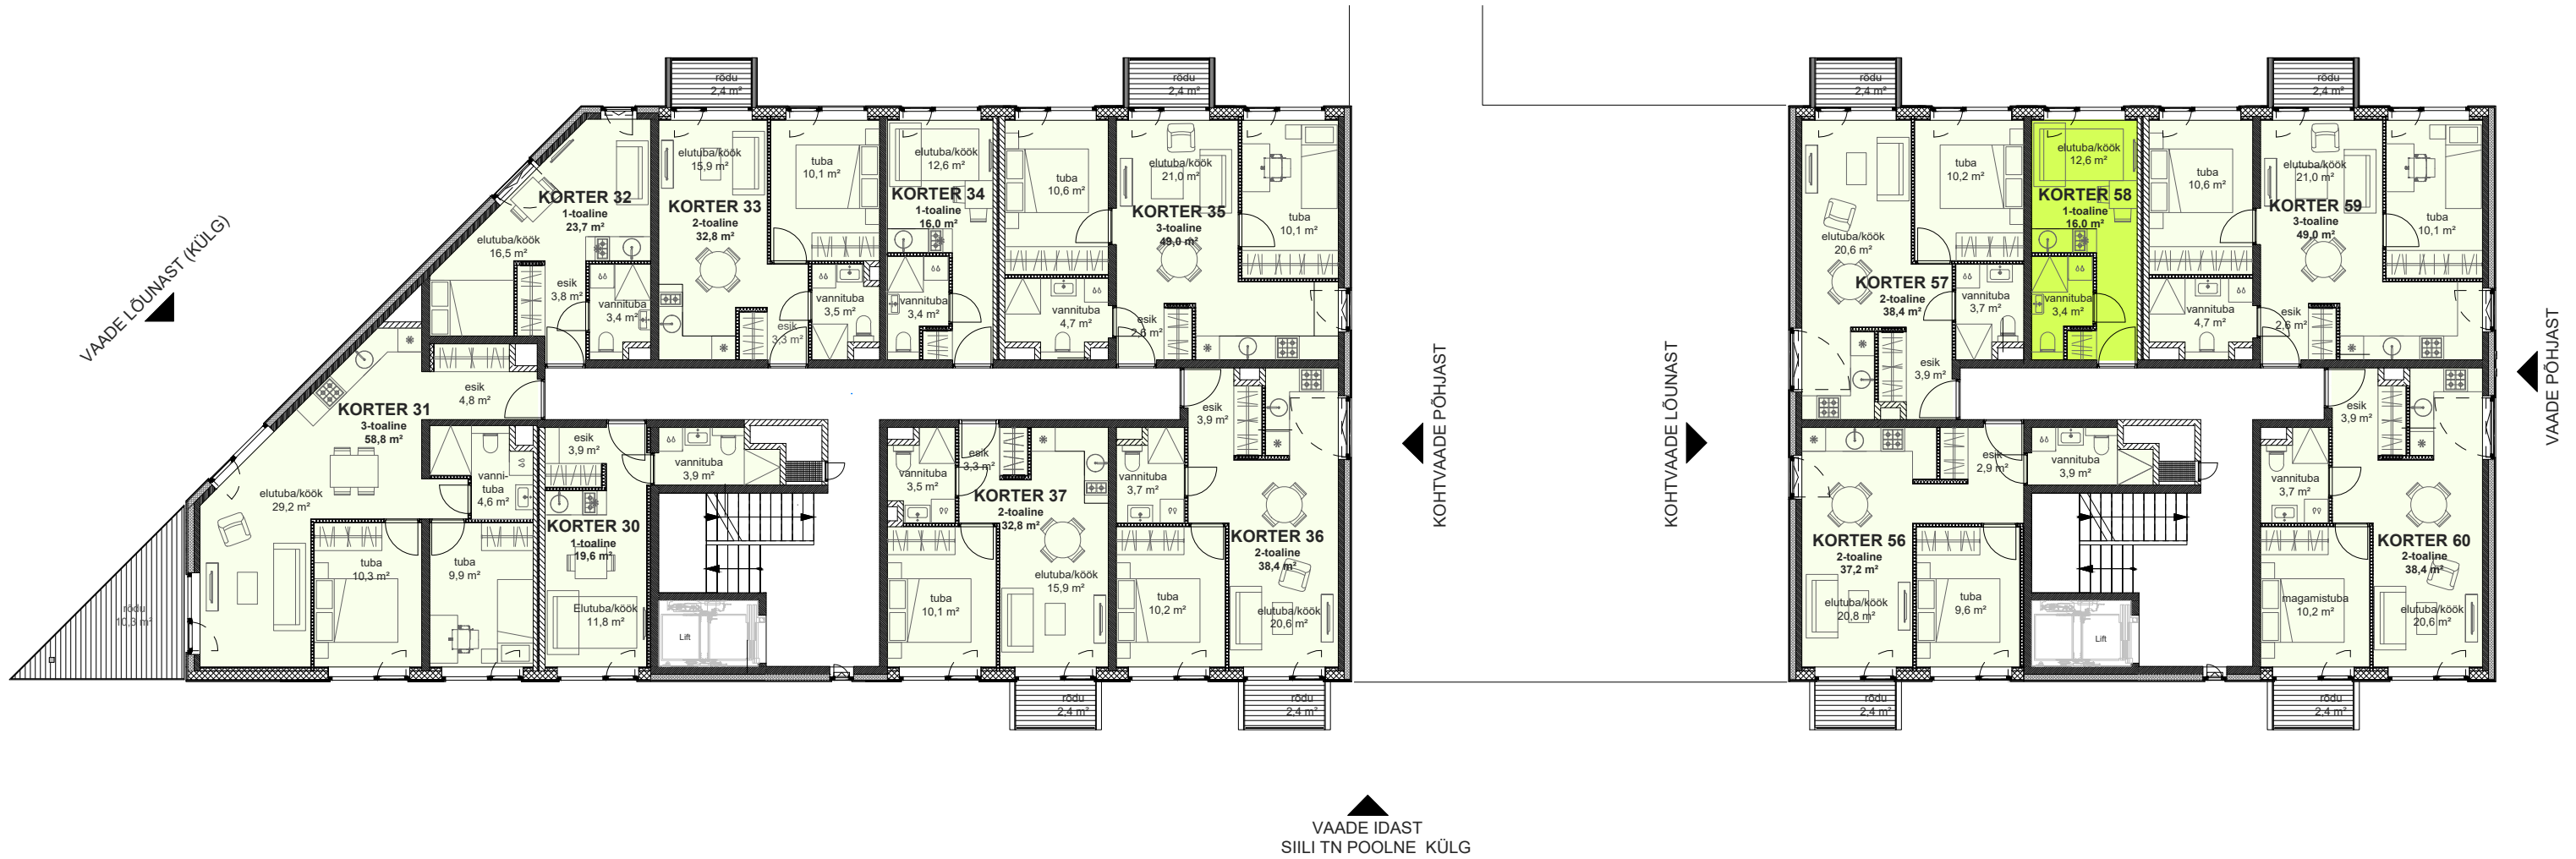 VAADE LÕUNAST (KÜLG)
rõdu
2,4 m²
rõdu
2,4 m²
KORTER 32
1-toaline
23,7 m²
elutuba/köök
16,5 m²
esik
3,8 m²
vannituba
3,4 m²
elutuba/köök
15,9 m²
KORTER 33
2-toaline
32,8 m²
tuba
10,1 m²
vannituba
3,5 m²
esik
3,3 m²
elutuba/köök
12,6 m²
KORTER 34
1-toaline
16,0 m²
vannituba
3,4 m²
tuba
10,6 m²
elutuba/köök
21,0 m²
KORTER 35
3-toaline
49,0 m²
tuba
10,1 m²
vannituba
4,7 m²
esik
2,6 m²
esik
4,8 m²
KORTER 31
3-toaline
58,8 m²
vanni-
tuba
4,6 m²
elutuba/köök
29,2 m²
tuba
10,3 m²
tuba
9,9 m²
rõdu
10,3 m²
esik
3,9 m²
KORTER 30
1-toaline
19,6 m²
Elutuba/köök
11,8 m²
vannituba
3,9 m²
Lift
vannituba
3,5 m²
esik
3,3 m²
KORTER 37
2-toaline
32,8 m²
tuba
10,1 m²
elutuba/köök
15,9 m²
vannituba
3,7 m²
esik
3,9 m²
KORTER 36
2-toaline
38,4 m²
tuba
10,2 m²
elutuba/köök
20,6 m²
rõdu
2,4 m²
rõdu
2,4 m²
KOHTVAADE PÕHJAST
KOHTVAADE LÕUNAST
rõdu
2,4 m²
rõdu
2,4 m²
elutuba/köök
20,6 m²
KORTER 57
2-toaline
38,4 m²
tuba
10,2 m²
vannituba
3,7 m²
esik
3,9 m²
elutuba/köök
12,6 m²
KORTER 58
1-toaline
16,0 m²
vannituba
3,4 m²
tuba
10,6 m²
elutuba/köök
21,0 m²
KORTER 59
3-toaline
49,0 m²
tuba
10,1 m²
vannituba
4,7 m²
esik
2,6 m²
esik
2,9 m²
vannituba
3,9 m²
KORTER 56
2-toaline
37,2 m²
elutuba/köök
20,8 m²
tuba
9,6 m²
Lift
esik
3,9 m²
vannituba
3,7 m²
KORTER 60
2-toaline
38,4 m²
magamistuba
10,2 m²
elutuba/köök
20,6 m²
rõdu
2,4 m²
rõdu
2,4 m²
VAADE PÕHJAST
VAADE IDAST
SIILI TN POOLNE KÜLG